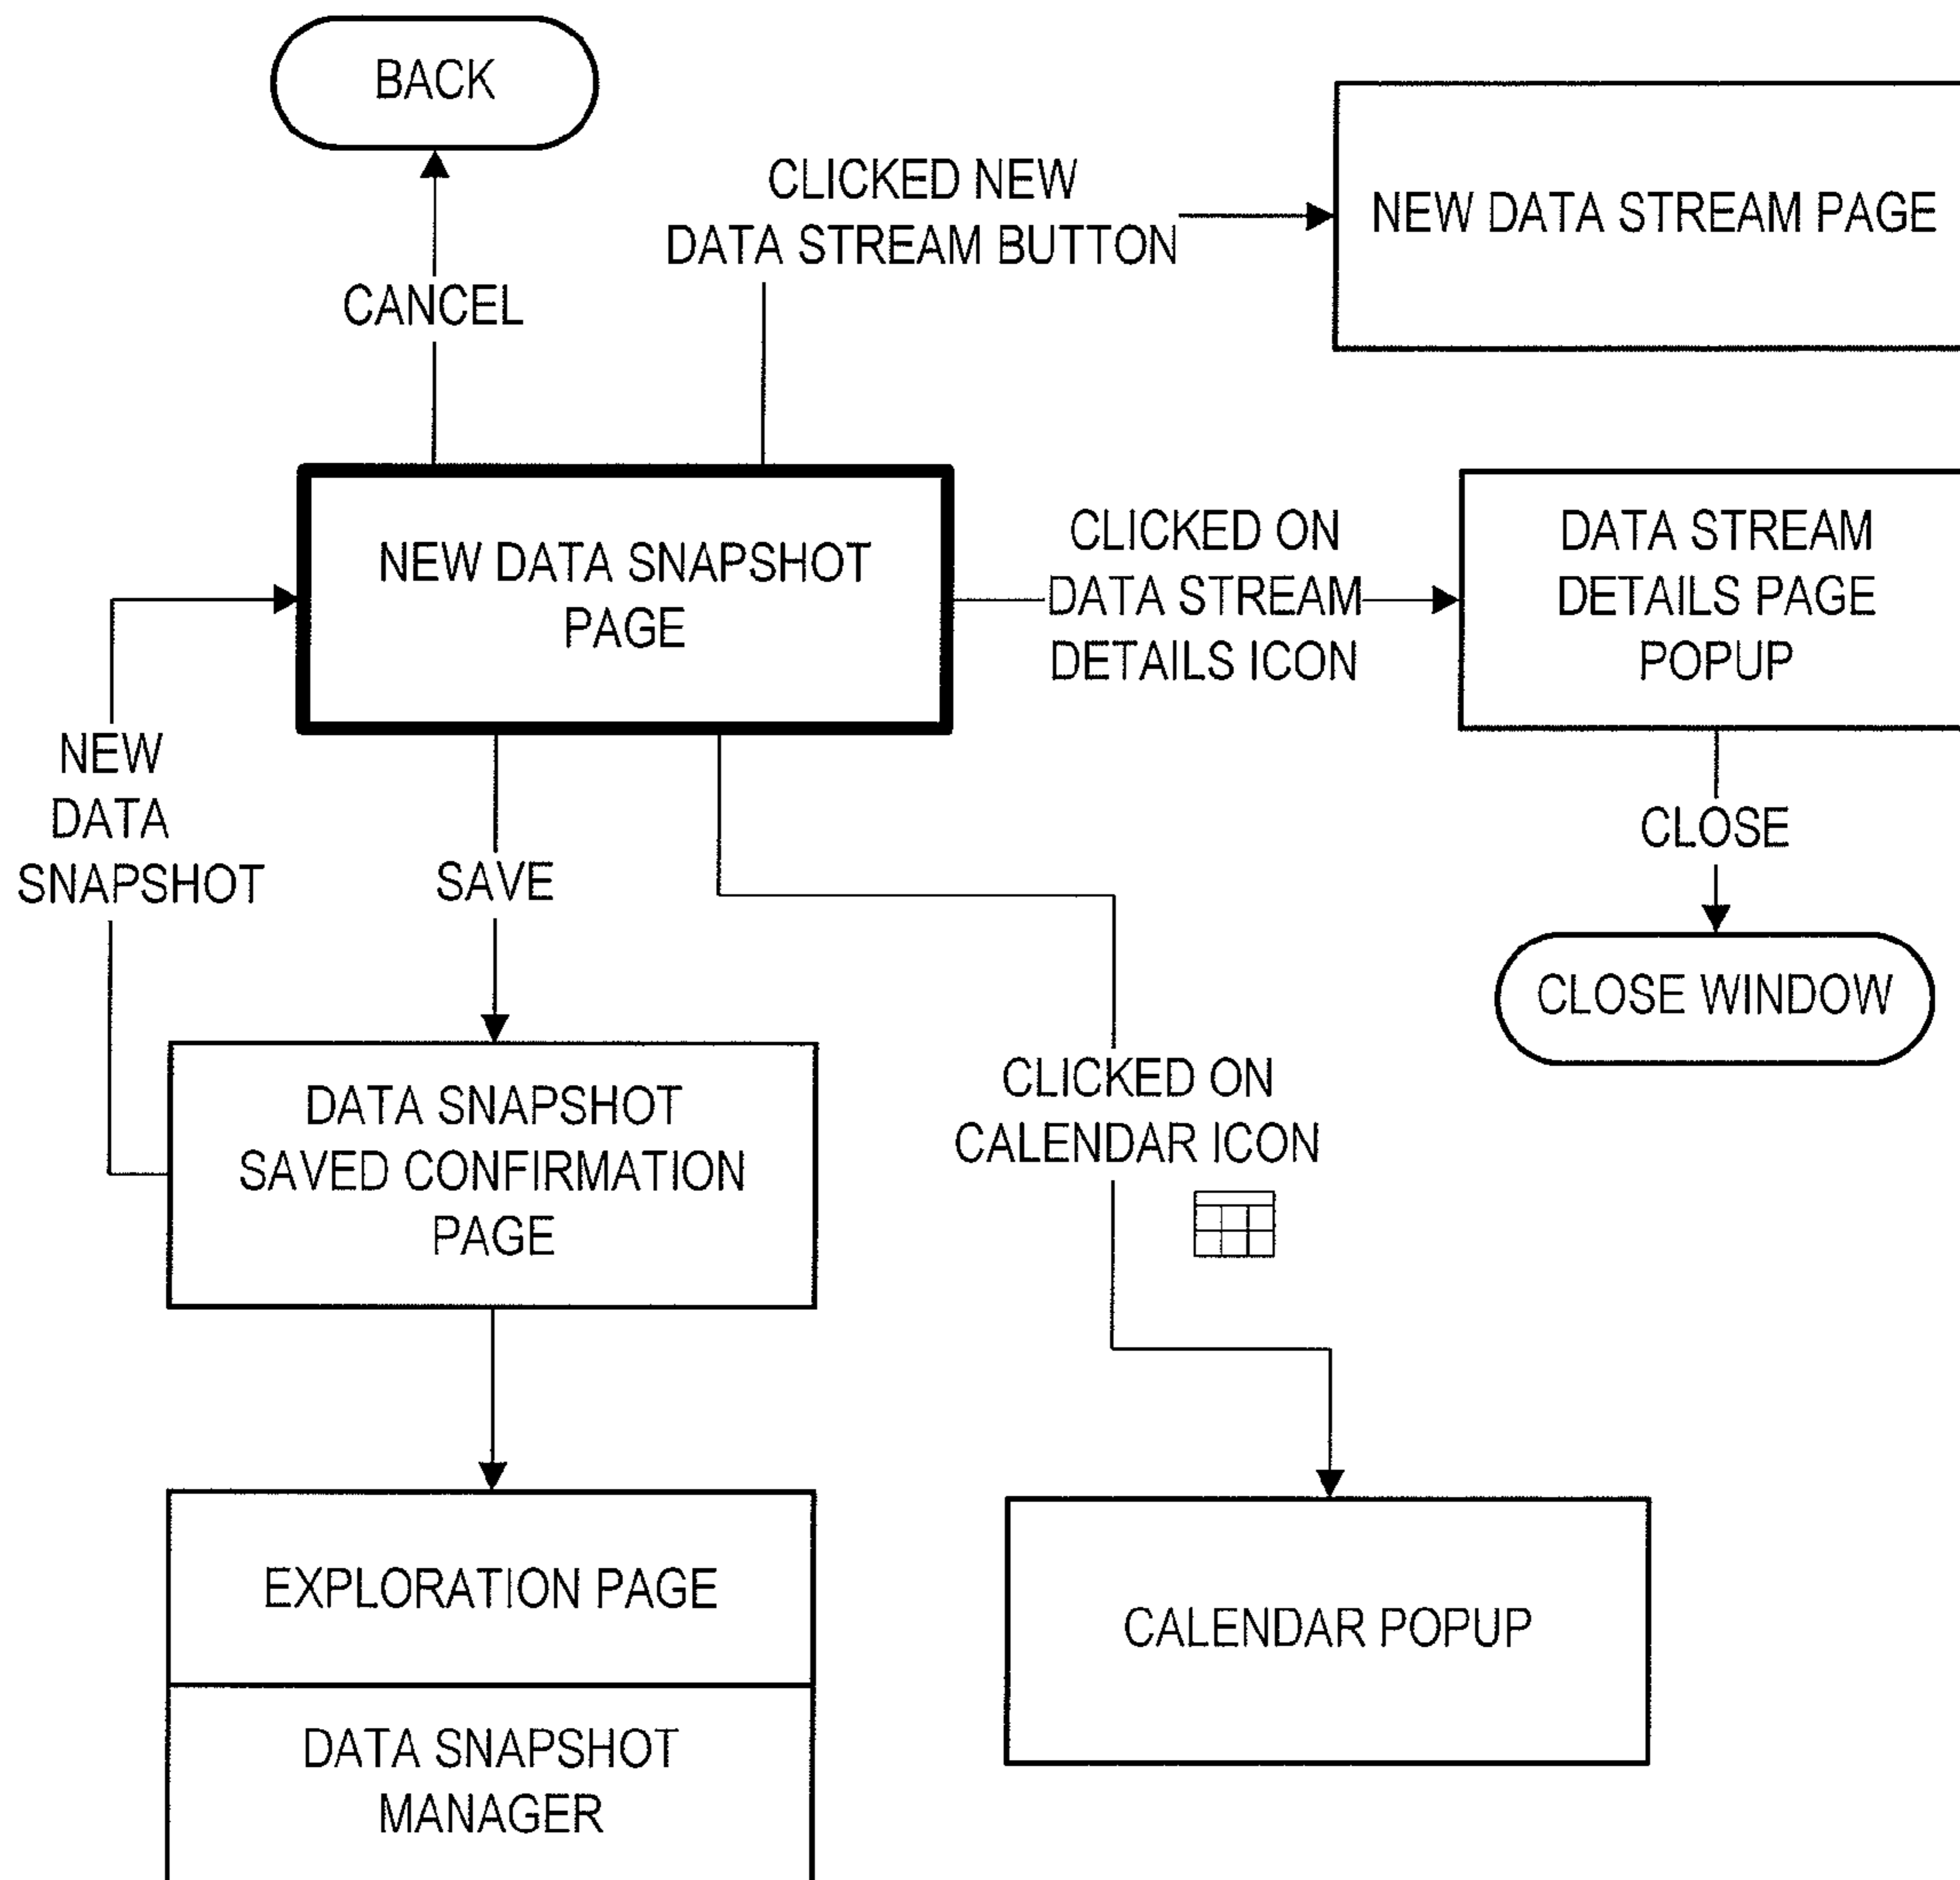 BACK
CLICKED NEW
DATA STREAM BUTTON
NEW DATA STREAM PAGE
CANCEL
NEW DATA SNAPSHOT
PAGE
CLICKED ON
DATA STREAM
DETAILS ICON
DATA STREAM
DETAILS PAGE
POPUP
NEW
DATA
SNAPSHOT
SAVE
CLOSE
CLOSE WINDOW
DATA SNAPSHOT
SAVED CONFIRMATION
PAGE
CLICKED ON
CALENDAR ICON
EXPLORATION PAGE
DATA SNAPSHOT
MANAGER
CALENDAR POPUP